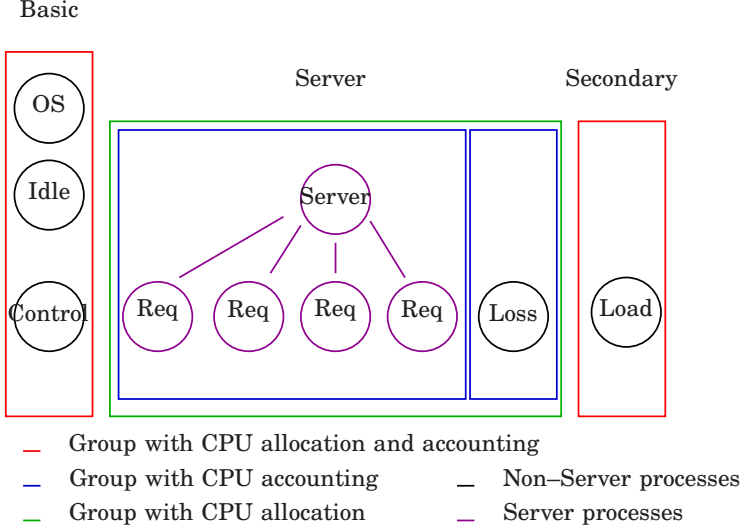 Basic
Server
Secondary
OS
Idle
Server
Control
Req
Req
Req
Req
Loss
Load
Group with CPU allocation and accounting
Group with CPU accounting
Non–Server processes
Group with CPU allocation
Server processes